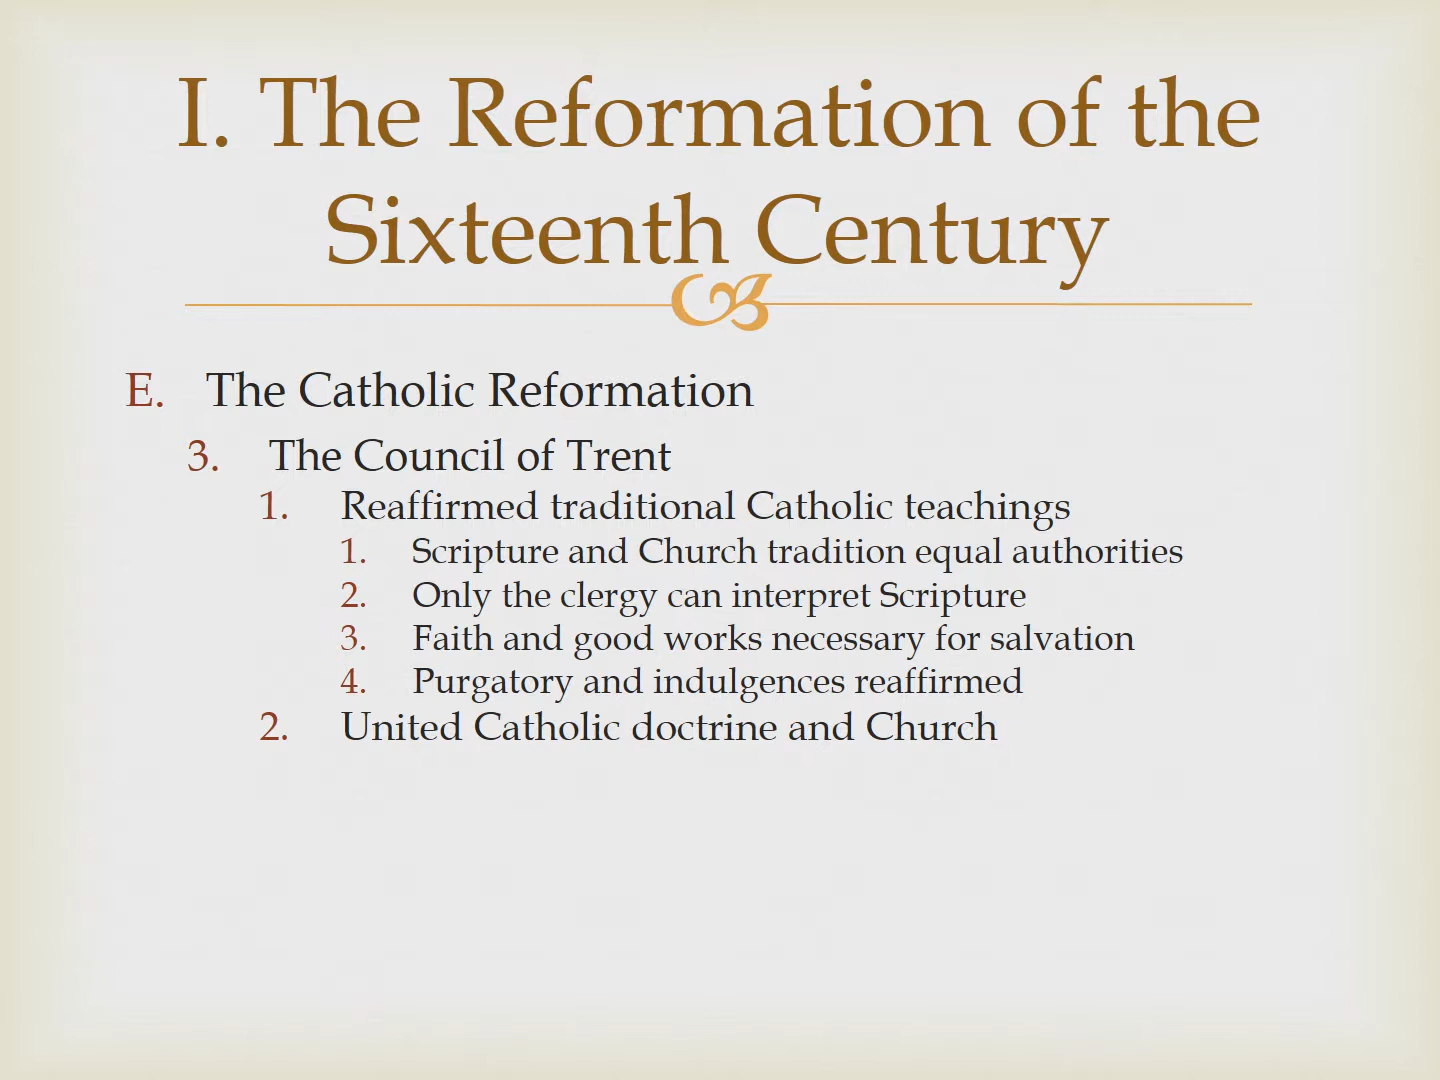 I. The Reformation of the
Sixteenth Century
E. The Catholic Reformation
3. The Council of Trent
1. Reaffirmed traditional Catholic teachings
1. Scripture and Church tradition equal authorities
2. Only the clergy can interpret Scripture
3. Faith and good works necessary for salvation
4. Purgatory and indulgences reaffirmed
2. United Catholic doctrine and Church